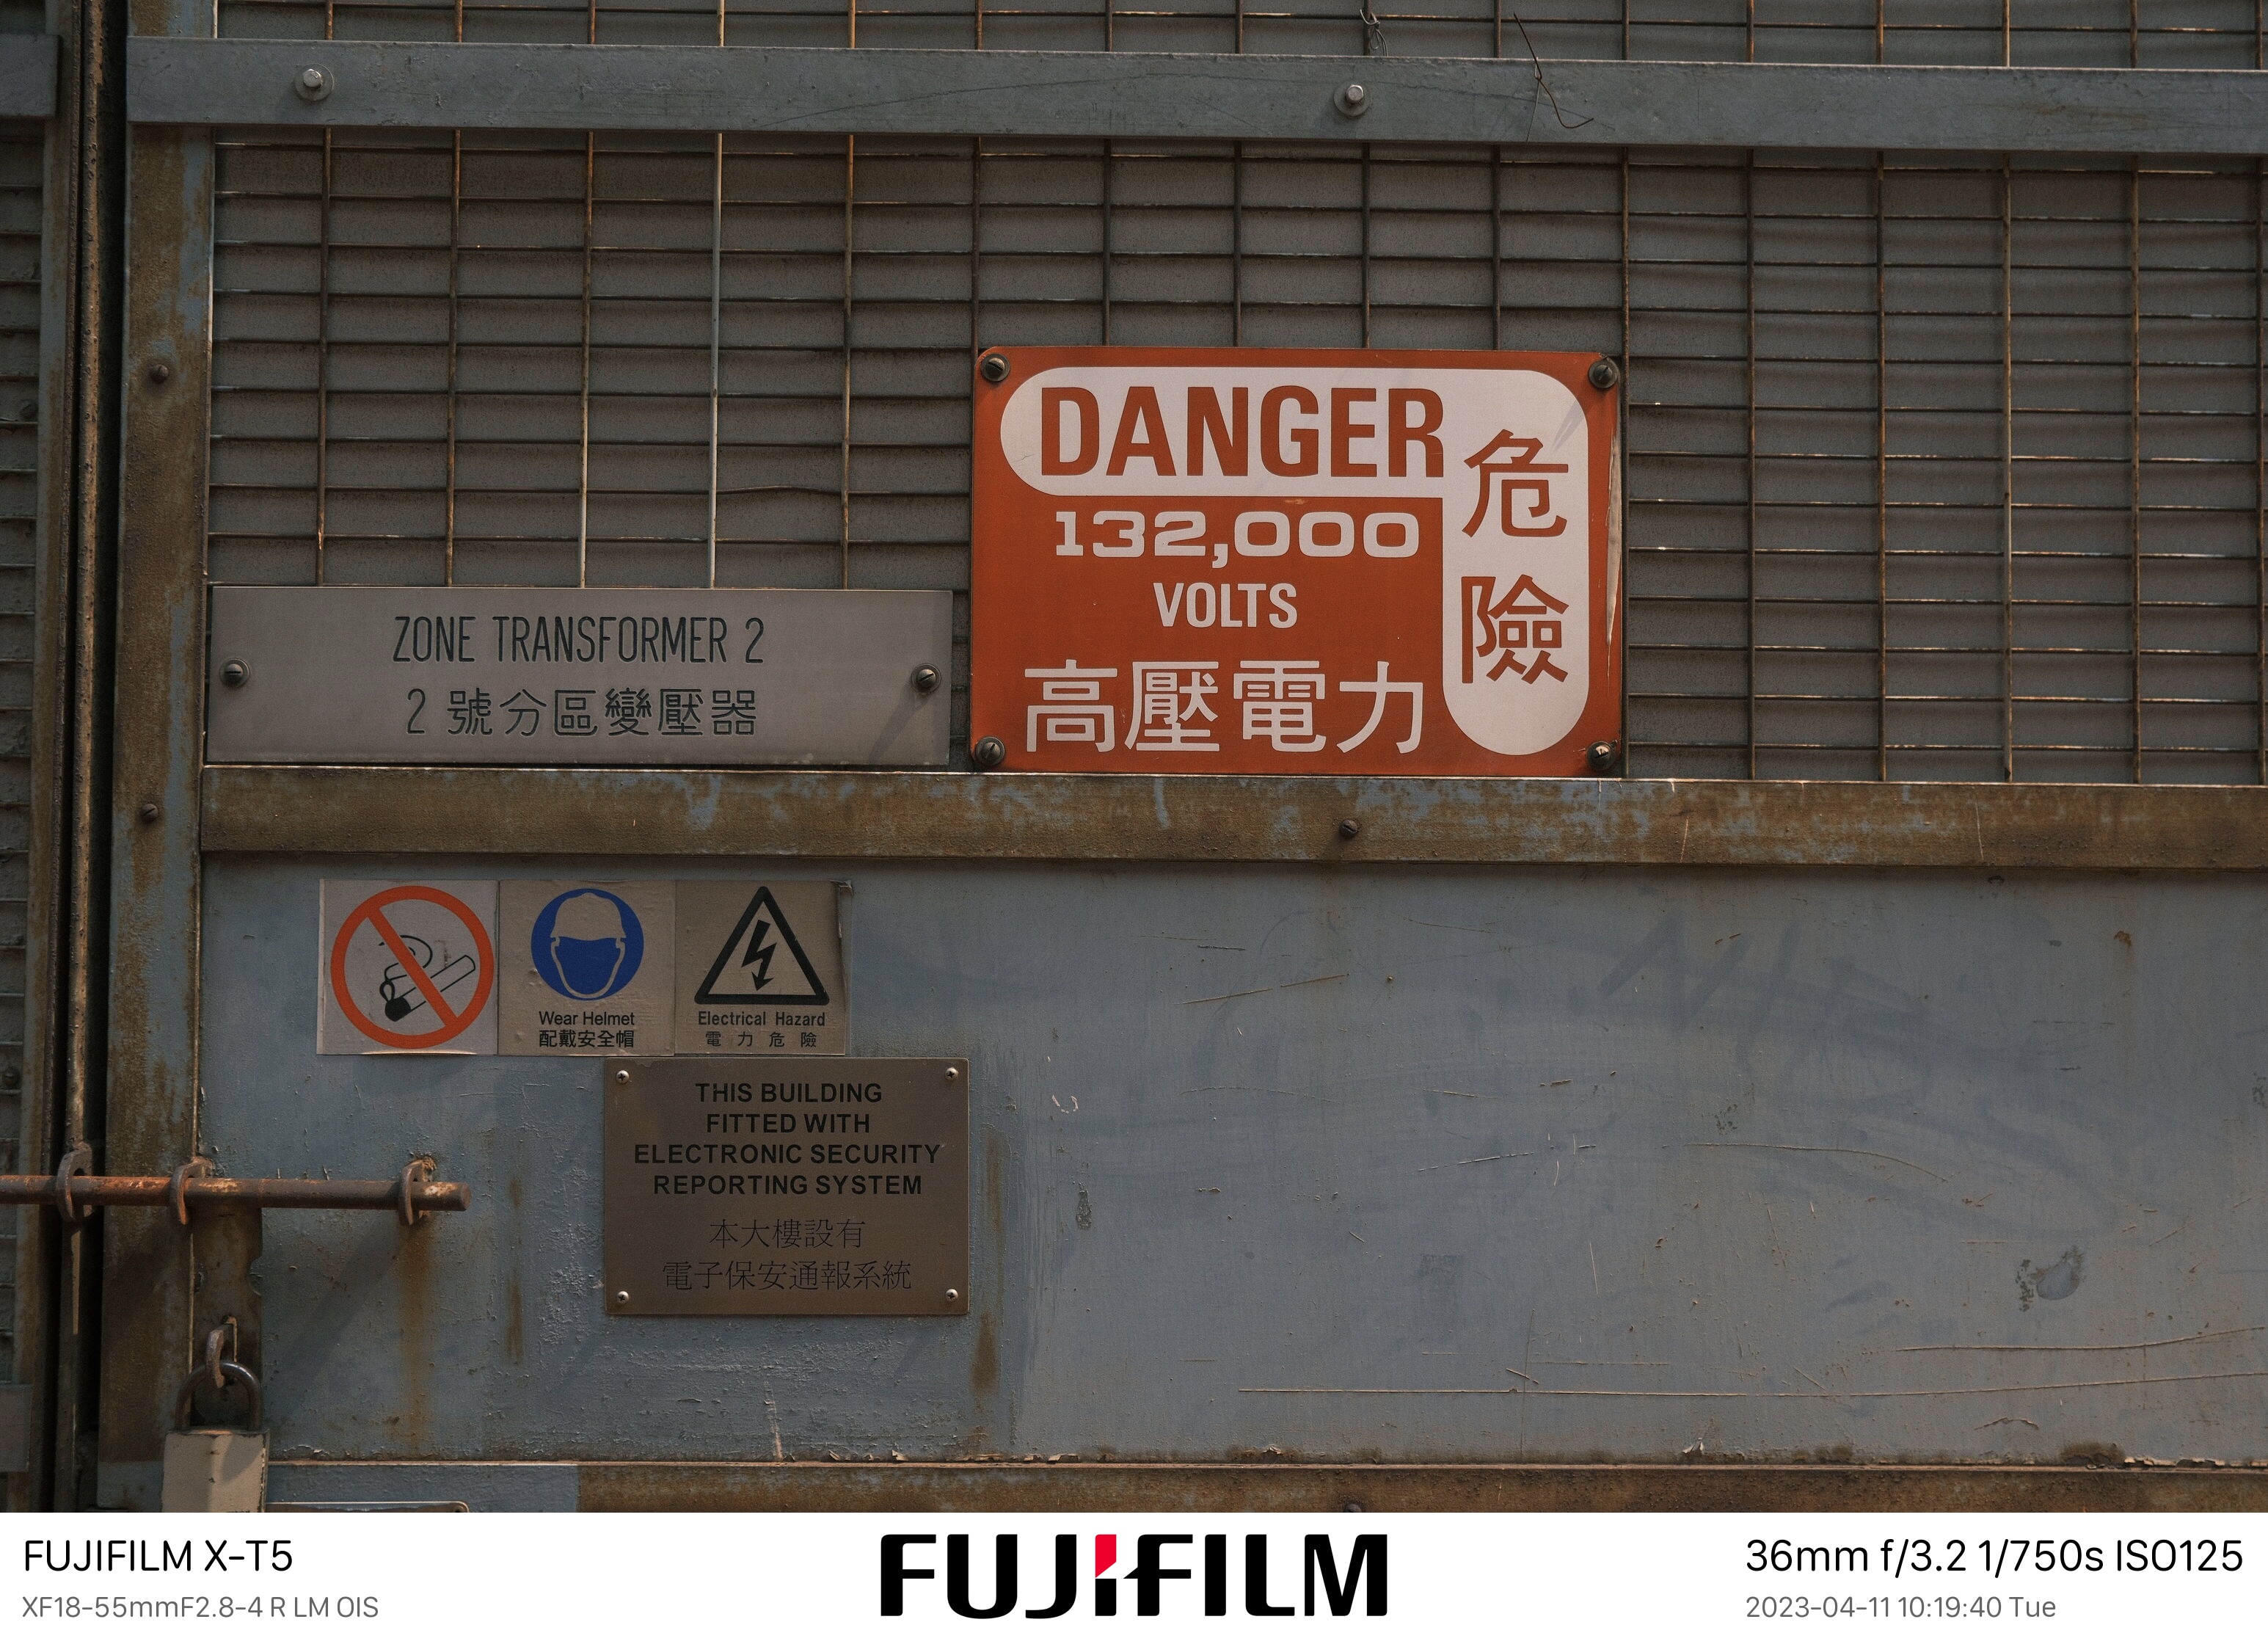 DANGER
危險
132,000
VOLTS
高壓電力
ZONE TRANSFORMER 2
2 號分區變壓器
Wear Helmet
配戴安全帽
Electrical Hazard
電力危險
THIS BUILDING
FITTED WITH
ELECTRONIC SECURITY
REPORTING SYSTEM
本大樓設有
電子保安通報系統
FUJIFILM X-T5
XF18-55mmF2.8-4 R LM OIS
FUJIFILM
36mm f/3.2 1/750s ISO125
2023-04-11 10:19:40 Tue